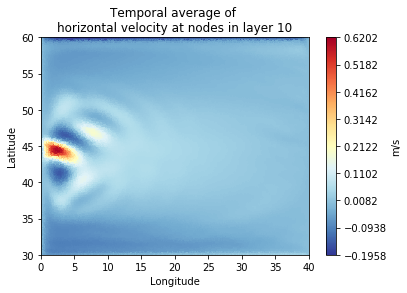 Temporal average of
horizontal velocity at nodes in layer 10
60
55
50
45
40
35
30
Latitude
0 5 10 15 20 25 30 35 40
Longitude
0.6202
0.5182
0.4162
0.3142
0.2122
0.1102
0.0082
−0.0938
−0.1958
m/s